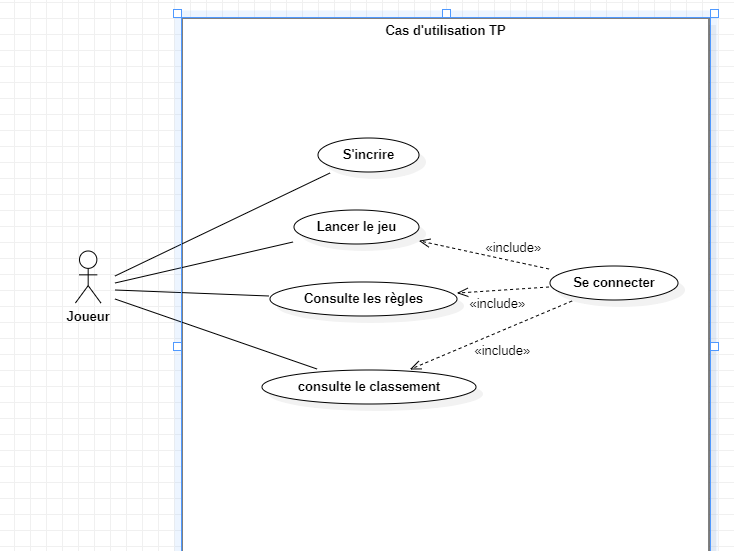 Cas d'utilisation TP
S'incrire
Lancer le jeu
«include»
Se connecter
Consulte les règles
«include»
Joueur
«include»
consulte le classement